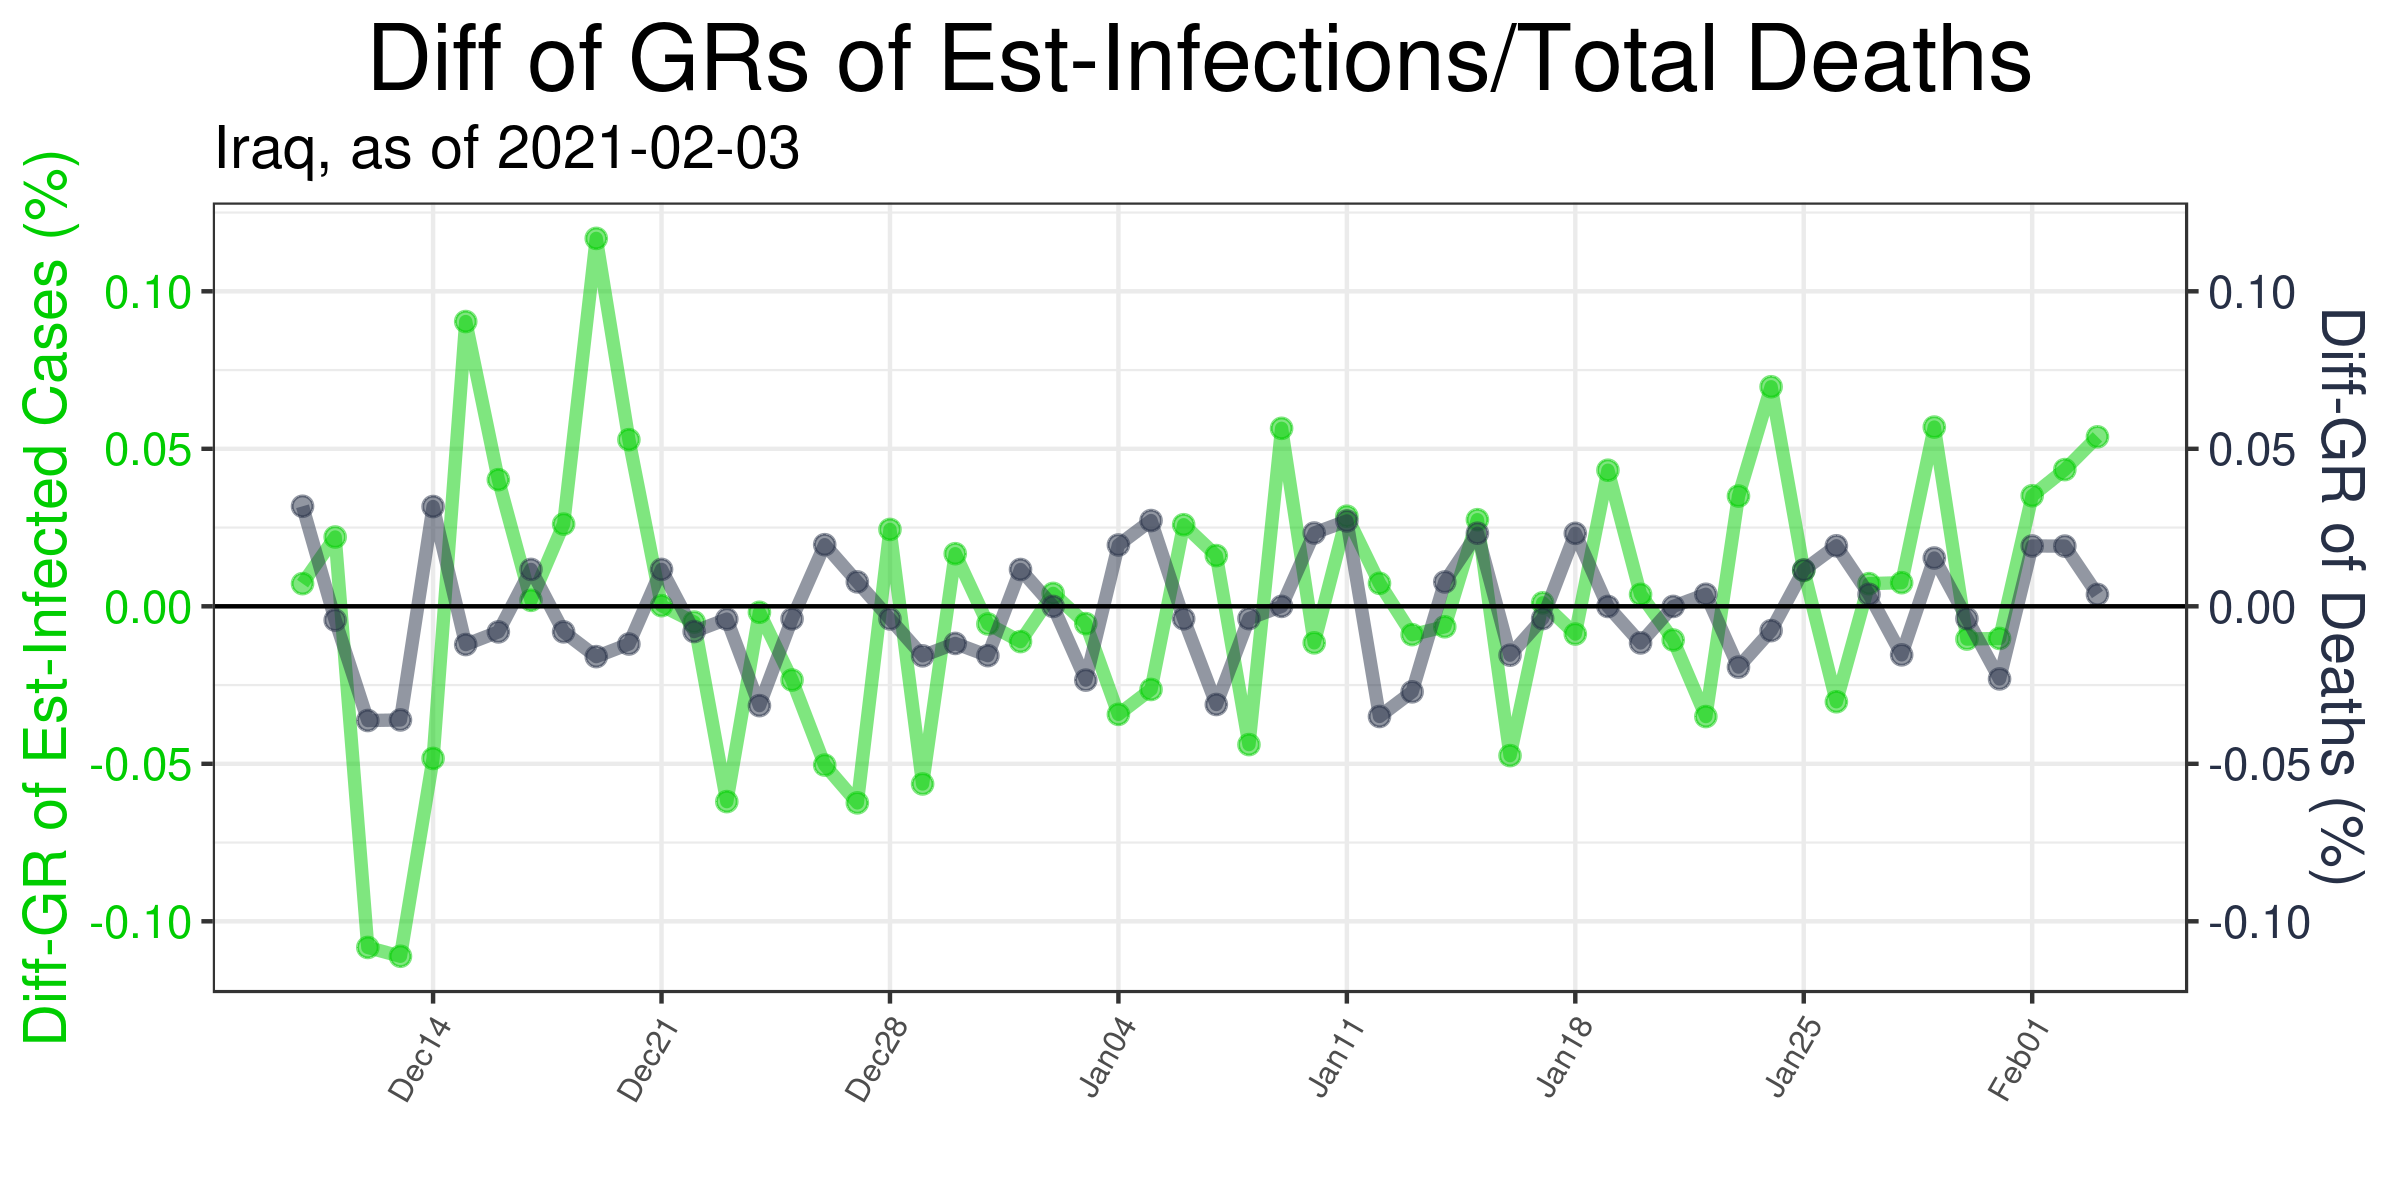 Diff of GRs of Est-Infections/Total Deaths
Iraq, as of 2021-02-03
Diff-GR of Est-Infected Cases (%)
0.10
0.05
0.00
-0.05
-0.10
0.10
0.05
0.00
-0.05
-0.10
Diff-GR of Deaths (%)
Dec14
Dec21
Dec28
Jan04
Jan11
Jan18
Jan25
Feb01